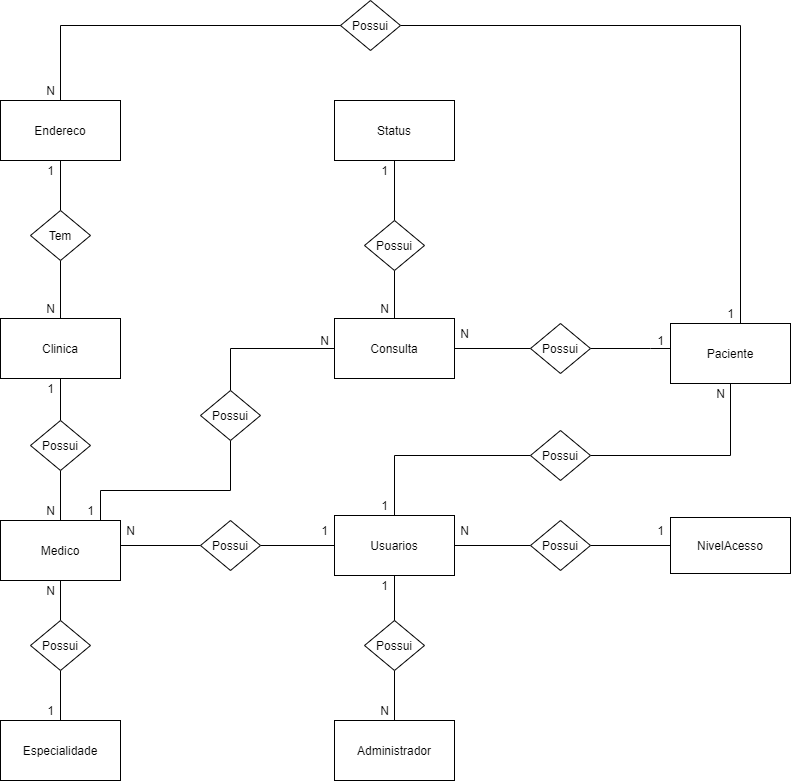 Possui
N
Endereco
Status
1
1
Tem
Possui
N
N
1
Clinica
N
Consulta
N
Possui
1
Paciente
1
N
Possui
Possui
Possui
N
1
1
Medico
N
Possui
1
Usuarios
N
Possui
1
NivelAcesso
N
1
Possui
Possui
1
N
Especialidade
Administrador